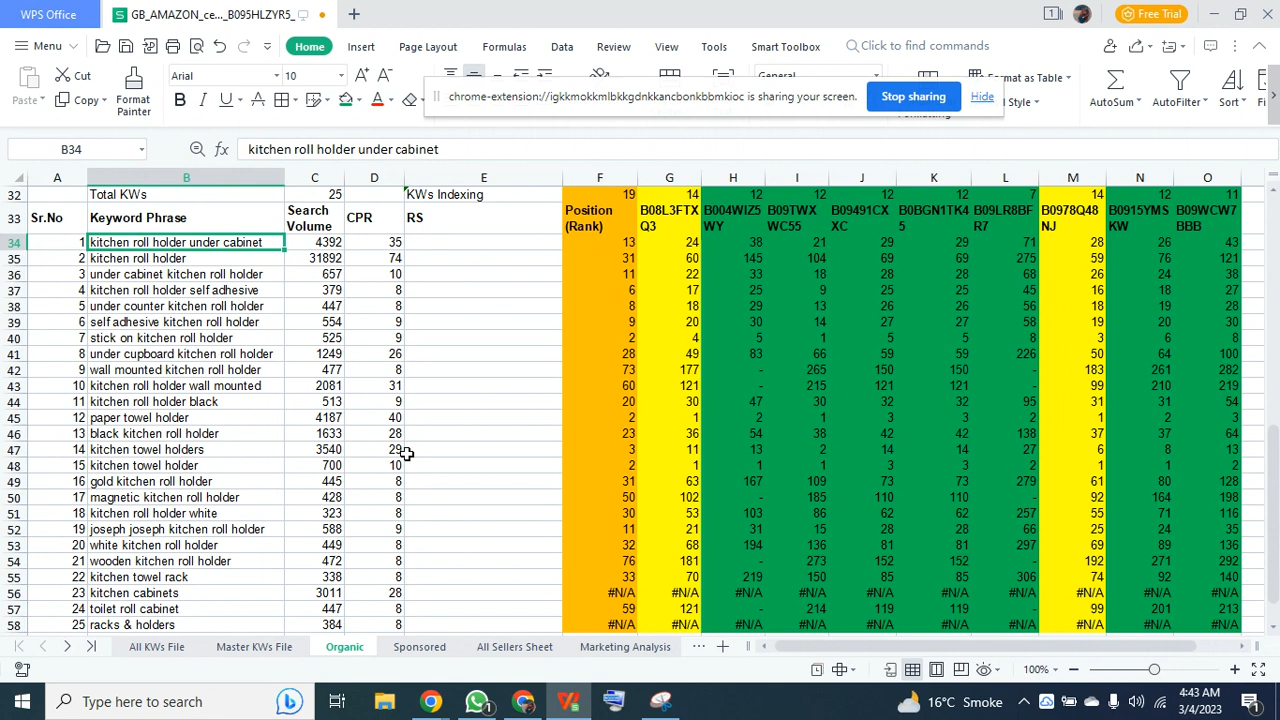 WPS Office
GB_AMAZON_ce..._B095HLZYR5_
Free Trial
Menu
Home
Insert
Page Layout
Formulas
Data
Review
View
Tools
Smart Toolbox
Click to find commands
Paste
Cut
Copy
Format
Painter
Arial
10
B I U A
A
General
Format as Table
Style
AutoSum
AutoFilter
Sort
chrome-extension://igkkmokkmlbkkgdnkkancbonkbbmkioc is sharing your screen.
Stop sharing
Hide
B34
fx
kitchen roll holder under cabinet
A B C D E F G H I J K L M N O
32 Total KWs 25 KWs Indexing 19 14 12 12 12 12 7 14 12 11
33 Sr.No Keyword Phrase Search Volume CPR RS Position (Rank) B08L3FTXQ3 B004WIZ5WY B09TWXWC55 B09491CXXC B0BGN1TK45 B09LR8BFR7 B0978Q48NJ B0915YMSKW B09WCW7BBB
34 1 kitchen roll holder under cabinet 4392 35 13 24 38 21 29 29 71 28 26 43
35 2 kitchen roll holder 31892 74 31 60 145 104 69 69 275 59 76 121
36 3 under cabinet kitchen roll holder 657 10 11 22 33 18 28 28 68 26 24 38
37 4 kitchen roll holder self adhesive 379 8 6 17 25 9 25 25 45 16 18 27
38 5 under counter kitchen roll holder 447 8 8 18 29 13 26 26 56 18 19 28
39 6 self adhesive kitchen roll holder 554 9 9 20 30 14 27 27 58 19 20 30
40 7 stick on kitchen roll holder 525 9 2 4 5 1 5 5 8 3 6 8
41 8 under cupboard kitchen roll holder 1249 26 28 49 83 66 59 59 226 50 64 100
42 9 wall mounted kitchen roll holder 477 8 73 177 - 265 150 150 - 183 261 282
43 10 kitchen roll holder wall mounted 2081 31 60 121 - 215 121 121 - 99 210 219
44 11 kitchen roll holder black 513 9 20 30 47 30 32 32 95 31 31 54
45 12 paper towel holder 4187 40 2 1 2 1 3 3 2 1 2 3
46 13 black kitchen roll holder 1633 28 23 36 54 38 42 42 138 37 37 64
47 14 kitchen towel holders 3540 29 3 11 13 2 14 14 27 6 8 13
48 15 kitchen towel holder 700 10 2 1 1 1 3 3 2 1 1 2
49 16 gold kitchen roll holder 445 8 31 63 167 109 73 73 279 61 80 128
50 17 magnetic kitchen roll holder 428 8 50 102 - 185 110 110 - 92 164 198
51 18 kitchen roll holder white 323 8 30 53 103 86 62 62 257 55 71 116
52 19 joseph joseph kitchen roll holder 588 9 11 21 31 15 28 28 66 25 24 35
53 20 white kitchen roll holder 449 8 32 68 194 136 81 81 297 69 89 136
54 21 wooden kitchen roll holder 472 8 76 181 - 273 152 152 - 192 271 292
55 22 kitchen towel rack 338 8 33 70 219 150 85 85 306 74 92 140
56 23 kitchen cabinets 3011 28 #N/A #N/A #N/A #N/A #N/A #N/A #N/A #N/A #N/A #N/A
57 24 toilet roll cabinet 447 8 59 121 - 214 119 119 - 99 201 213
58 25 racks & holders 384 8 #N/A #N/A #N/A #N/A #N/A #N/A #N/A #N/A #N/A #N/A
All KWs File
Master KWs File
Organic
Sponsored
All Sellers Sheet
Marketing Analysis
100%
Type here to search
16°C Smoke
4:43 AM
3/4/2023